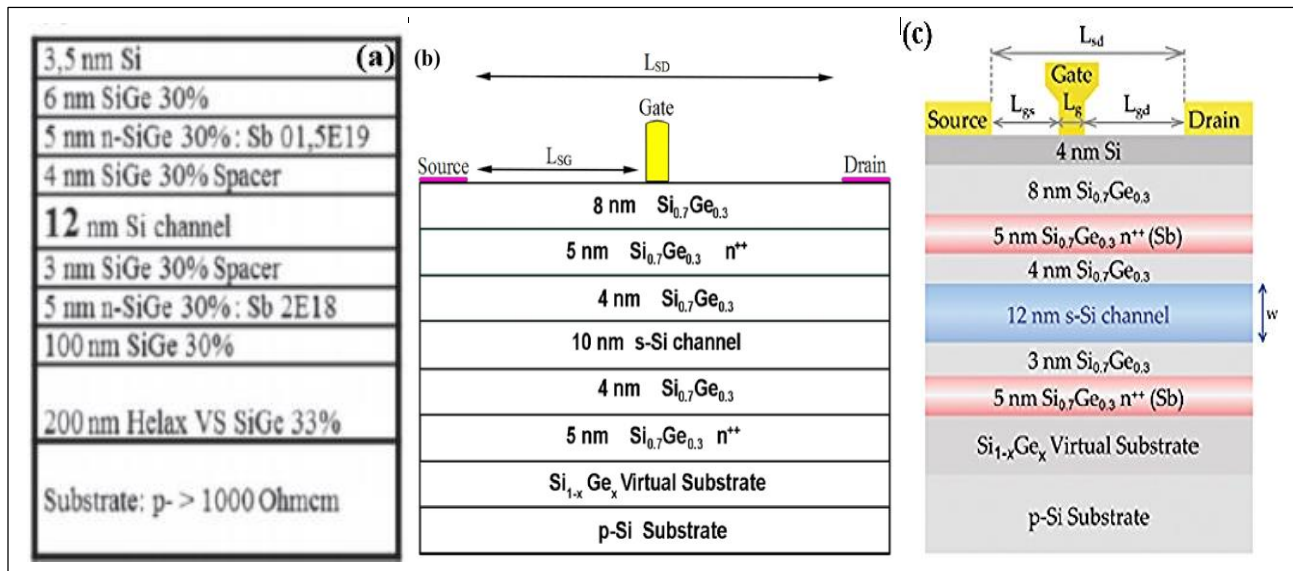 (a)
3,5 nm Si
6 nm SiGe 30%
5 nm n-SiGe 30%: Sb 01,5E19
4 nm SiGe 30% Spacer
12 nm Si channel
3 nm SiGe 30% Spacer
5 nm n-SiGe 30%: Sb 2E18
100 nm SiGe 30%
200 nm Helax VS SiGe 33%
Substrate: p- > 1000 Ohmcm
(b)
L_SD
Gate
L_SG
Source
Drain
8 nm Si₀.₇Ge₀.₃
5 nm Si₀.₇Ge₀.₃ n⁺⁺
4 nm Si₀.₇Ge₀.₃
10 nm s-Si channel
4 nm Si₀.₇Ge₀.₃
5 nm Si₀.₇Ge₀.₃ n⁺⁺
Si₁₋ₓ Geₓ Virtual Substrate
p-Si Substrate
(c)
L_sd
Gate
L_gs L_g L_gd
Source Drain
4 nm Si
8 nm Si₀.₇Ge₀.₃
5 nm Si₀.₇Ge₀.₃ n⁺⁺ (Sb)
4 nm Si₀.₇Ge₀.₃
12 nm s-Si channel
w
3 nm Si₀.₇Ge₀.₃
5 nm Si₀.₇Ge₀.₃ n⁺⁺ (Sb)
Si₁₋ₓGeₓ Virtual Substrate
p-Si Substrate